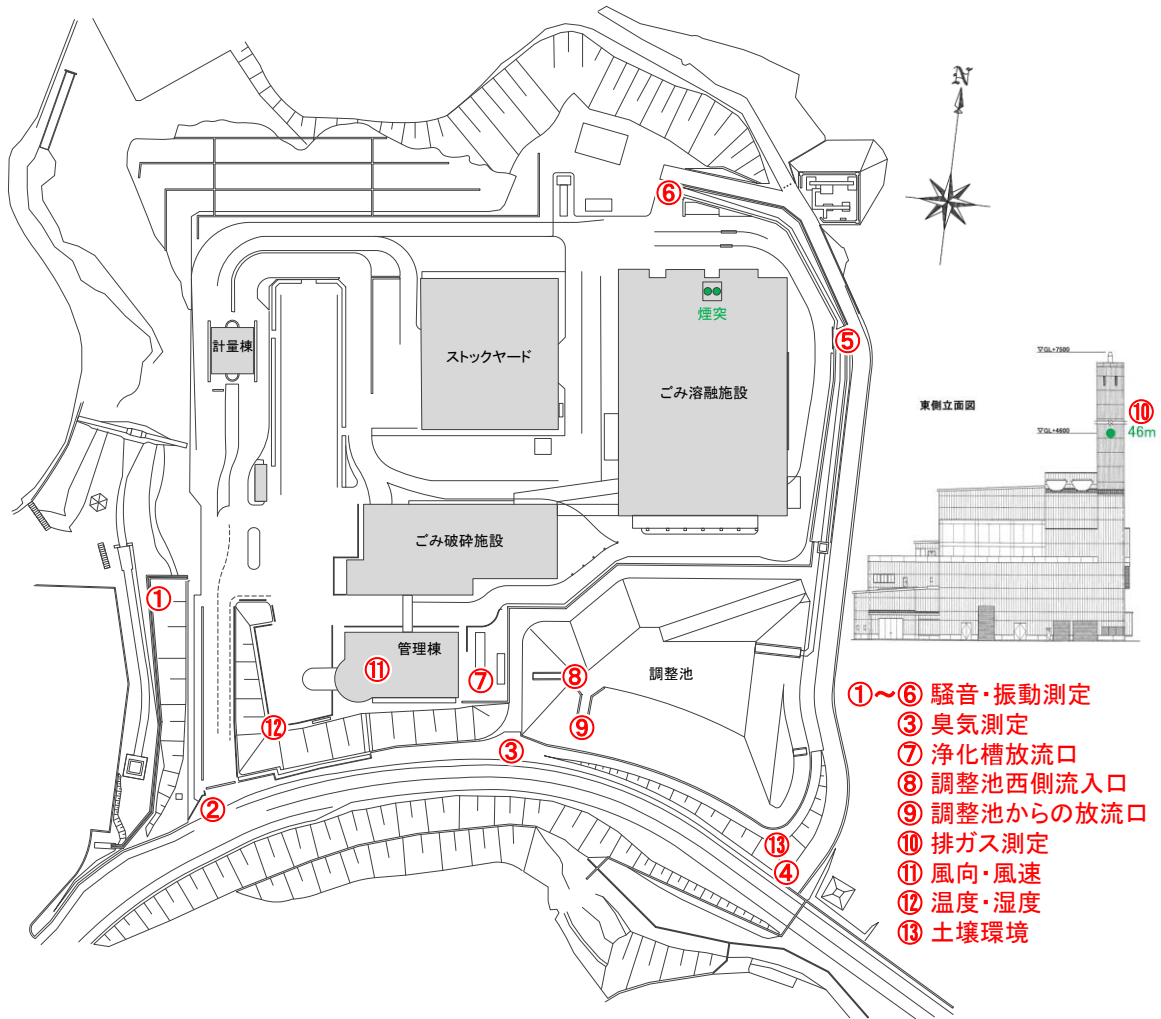 N
⑥
煙突
⑤
計量棟
ストックヤード
ごみ溶融施設
▽GL+7500
東側立面図
⑩
▽GL+4600
46m
ごみ破砕施設
①
管理棟
⑪
⑦
⑧
調整池
⑨
⑫
③
②
⑬
④
①～⑥ 騒音・振動測定
③ 臭気測定
⑦ 浄化槽放流口
⑧ 調整池西側流入口
⑨ 調整池からの放流口
⑩ 排ガス測定
⑪ 風向・風速
⑫ 温度・湿度
⑬ 土壌環境